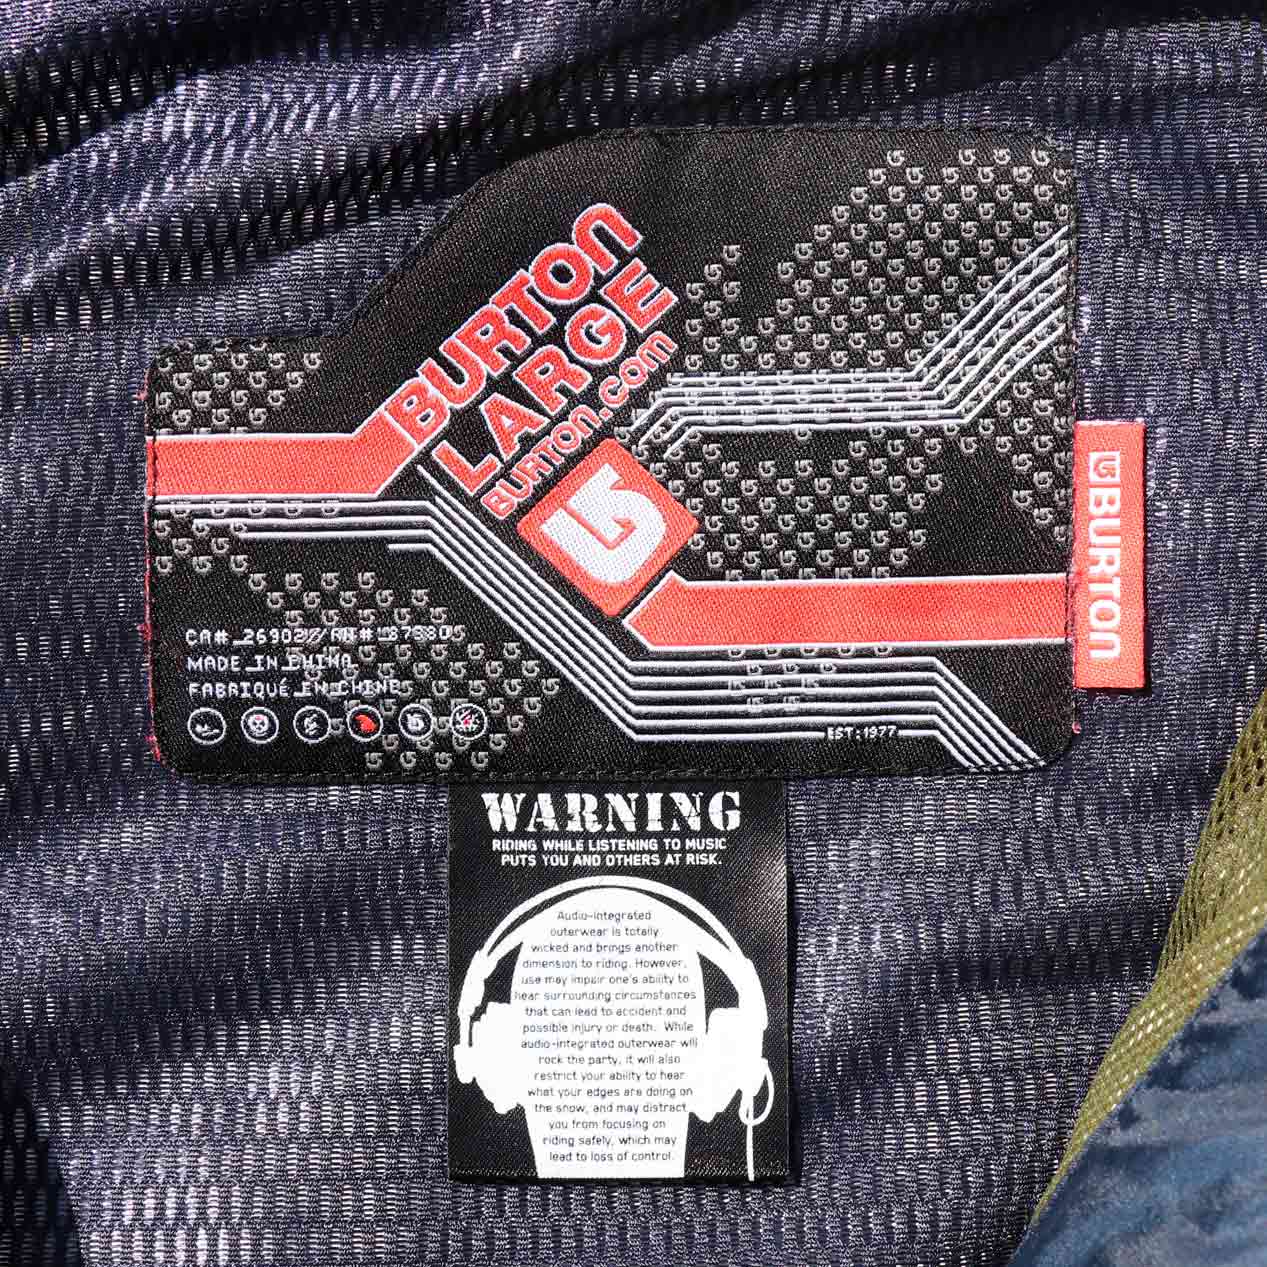 BURTON
LARGE
BURTON.COM
BURTON
MADE IN CHINA
FABRIQUÉ EN CHINE
EST.1977
WARNING
RIDING WHILE LISTENING TO MUSIC
PUTS YOU AND OTHERS AT RISK.
Audio-integrated
outerwear is totally
wicked and brings another
dimension to riding. However,
use may impair one's ability to
hear surrounding circumstances
that can lead to accident and
possible injury or death. While
audio-integrated outerwear will
rock the party, it will also
restrict your ability to hear
what your edges are doing on
the snow, and may distract
you from focusing on
riding safely, which may
lead to loss of control.